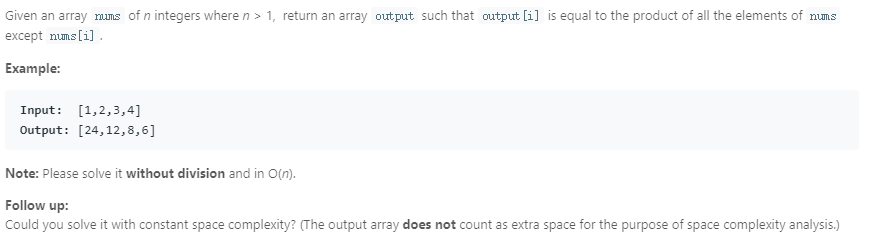 Given an array nums of n integers where n > 1, return an array output such that output[i] is equal to the product of all the elements of nums
except nums[i] .
Example:
Input:  [1,2,3,4]
Output: [24,12,8,6]
Note: Please solve it without division and in O(n).
Follow up:
Could you solve it with constant space complexity? (The output array does not count as extra space for the purpose of space complexity analysis.)